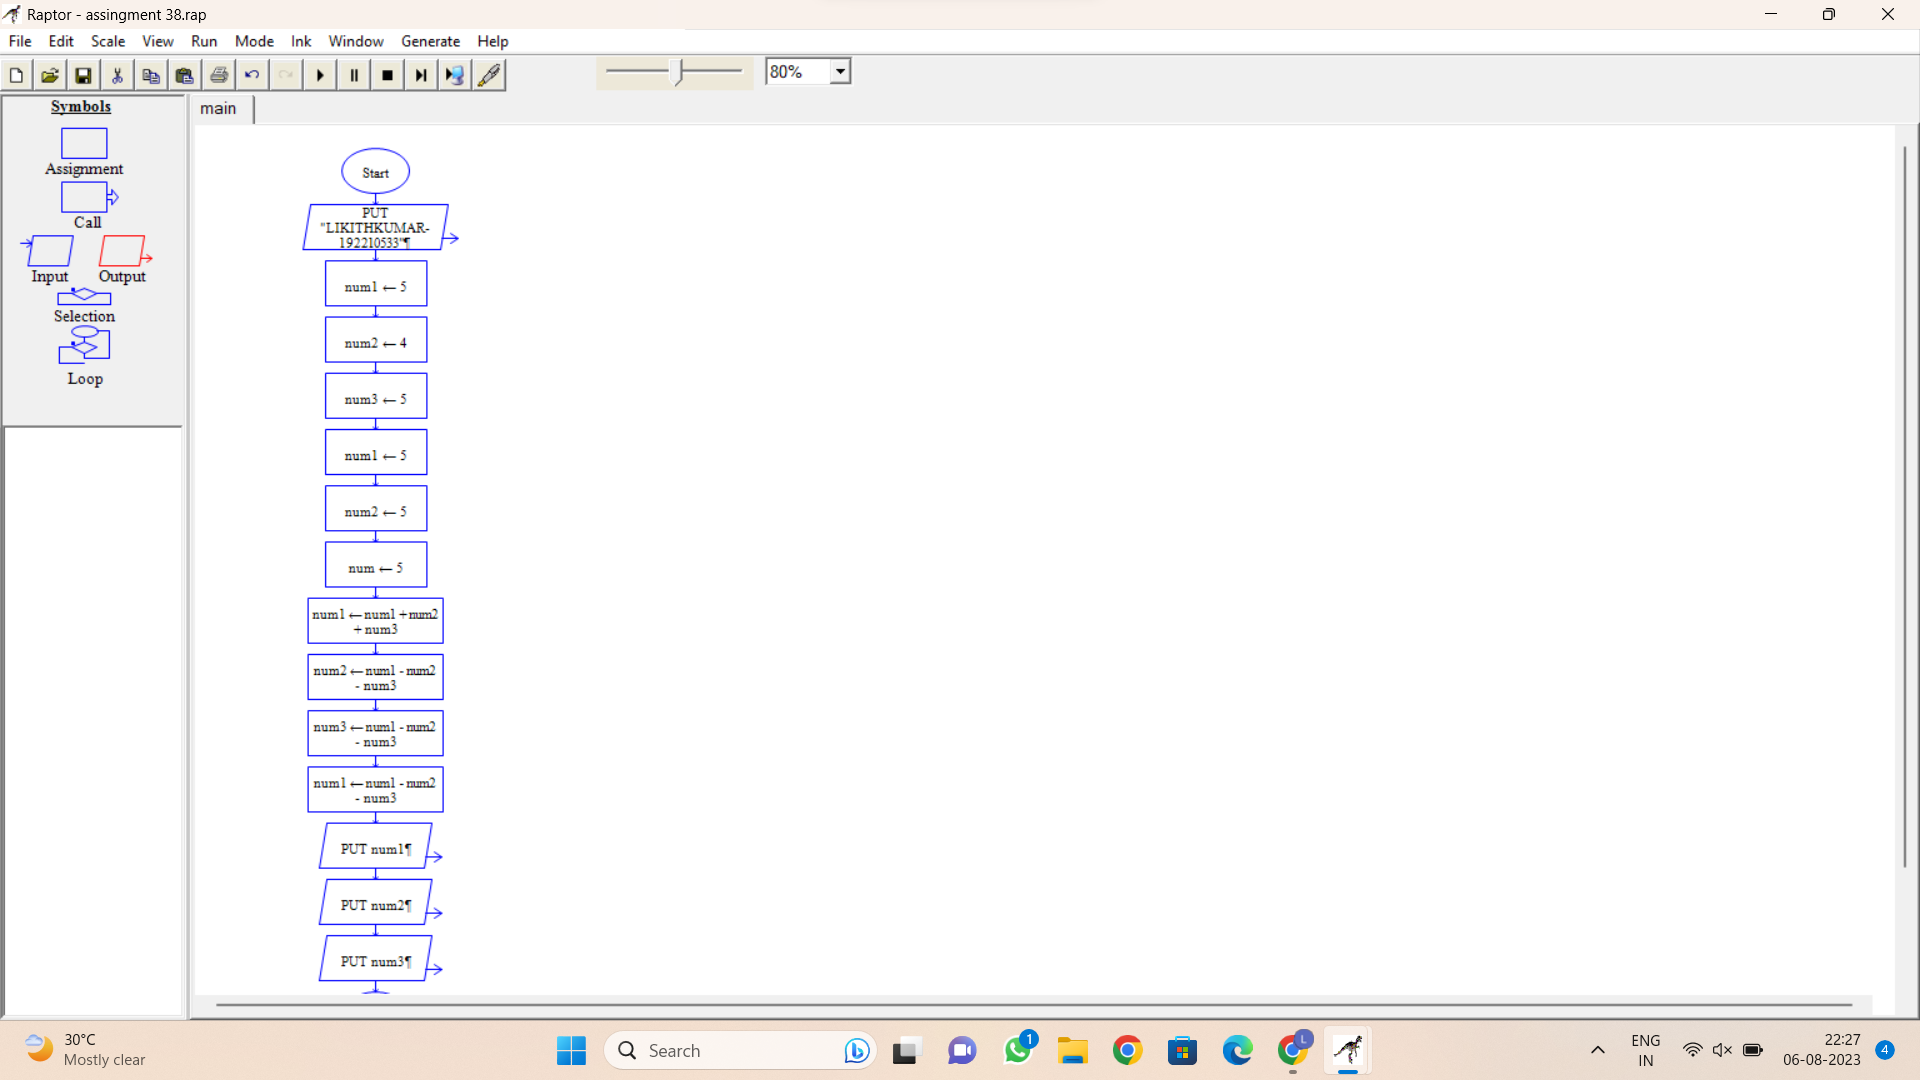 Raptor - assingment 38.rap
File Edit Scale View Run Mode Ink Window Generate Help
80%
Symbols
main
Assignment
Call
Input Output
Selection
Loop
Start
PUT
"LIKITHKUMAR-
192210533"¶
num1 ← 5
num2 ← 4
num3 ← 5
num1 ← 5
num2 ← 5
num ← 5
num1 ← num1 + num2
+ num3
num2 ← num1 - num2
- num3
num3 ← num1 - num2
- num3
num1 ← num1 - num2
- num3
PUT num1¶
PUT num2¶
PUT num3¶
30°C
Mostly clear
Search
1
L
ENG
IN
22:27
06-08-2023
4